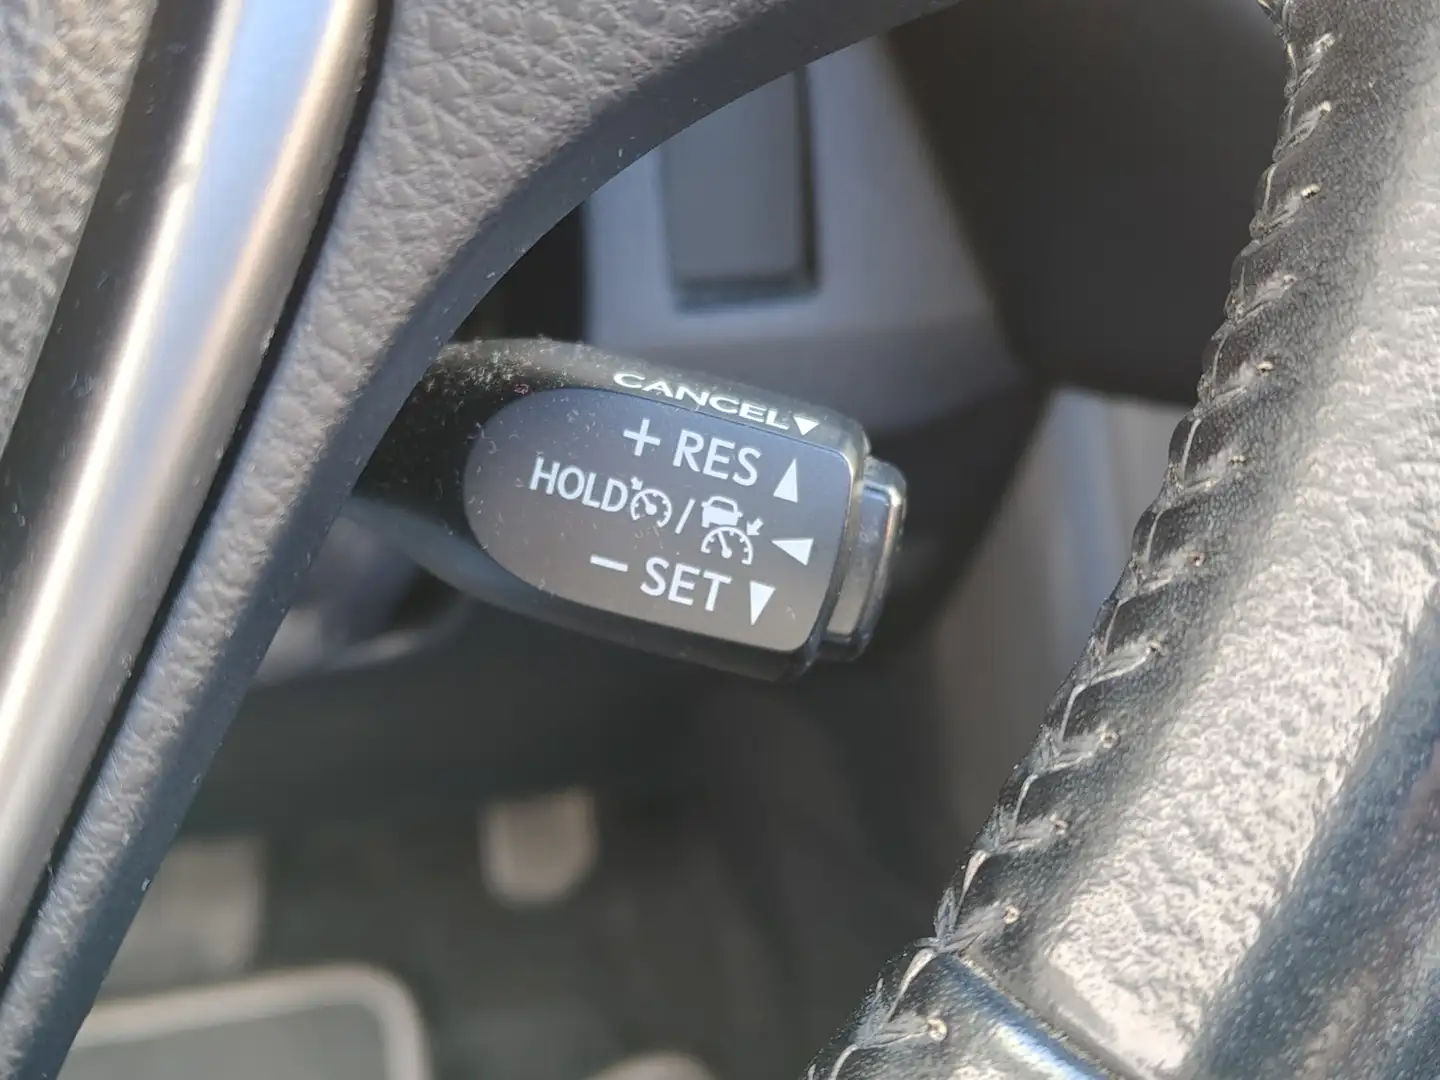 CANCEL▼
+ RES ▲
HOLD / ◀
− SET ▼